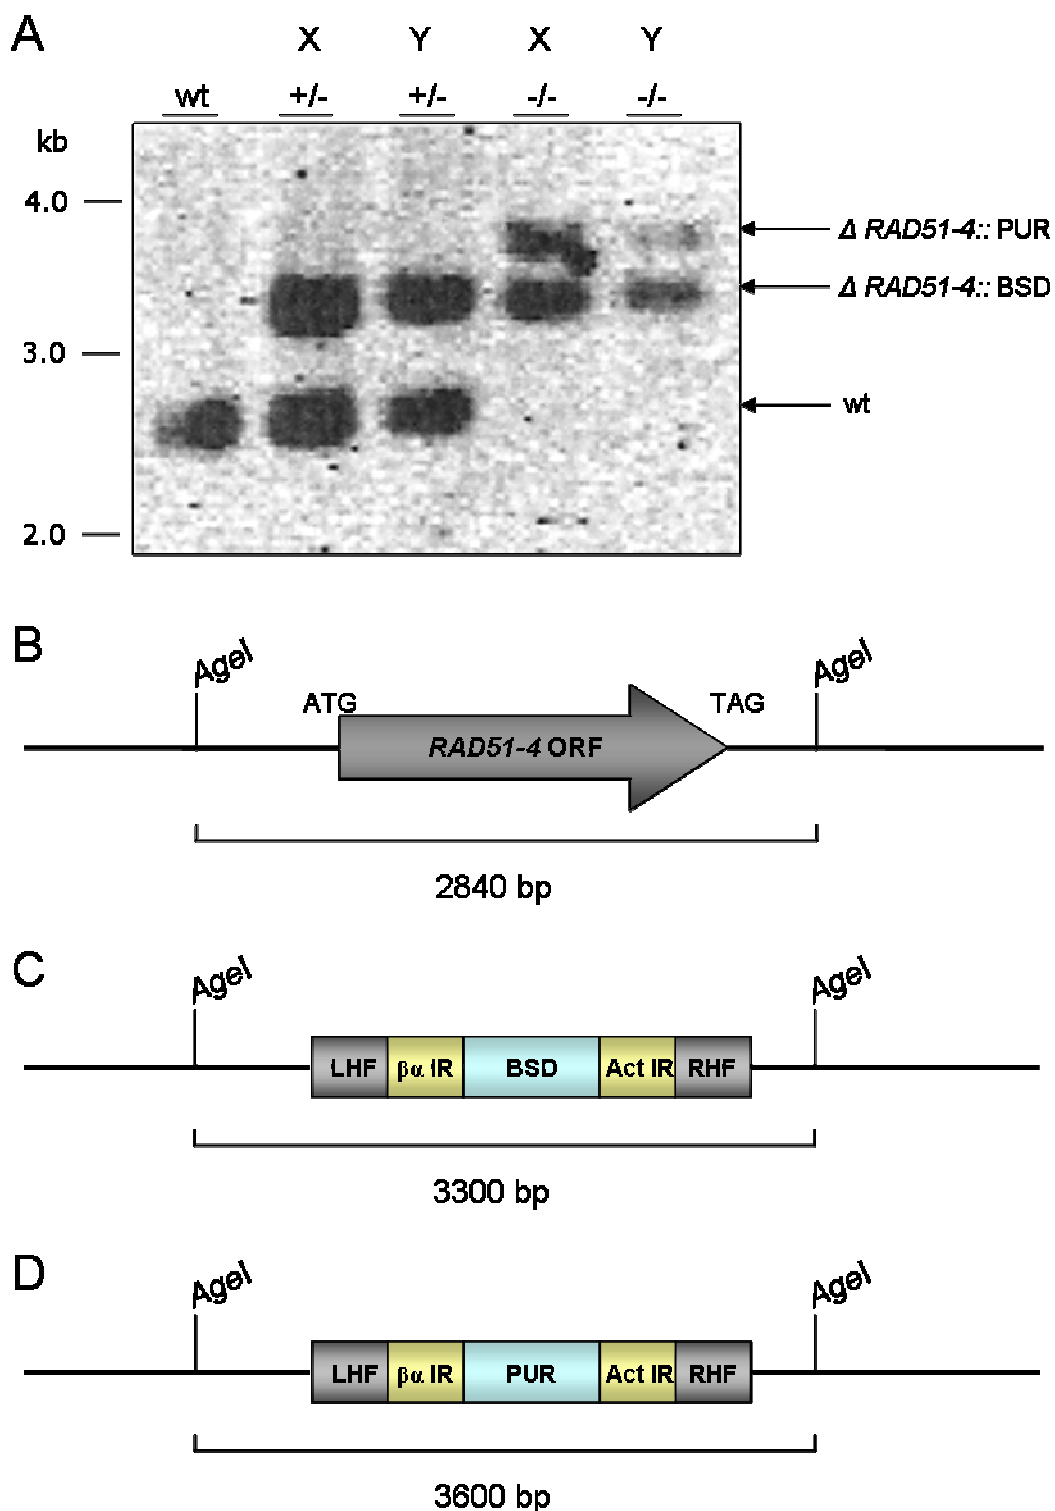 A
X Y X Y
wt +/- +/- -/- -/-
kb
4.0
3.0
2.0
Δ RAD51-4:: PUR
Δ RAD51-4:: BSD
wt
B
AgeI AgeI
ATG TAG
RAD51-4 ORF
2840 bp
C
AgeI AgeI
LHF βα IR BSD Act IR RHF
3300 bp
D
AgeI AgeI
LHF βα IR PUR Act IR RHF
3600 bp